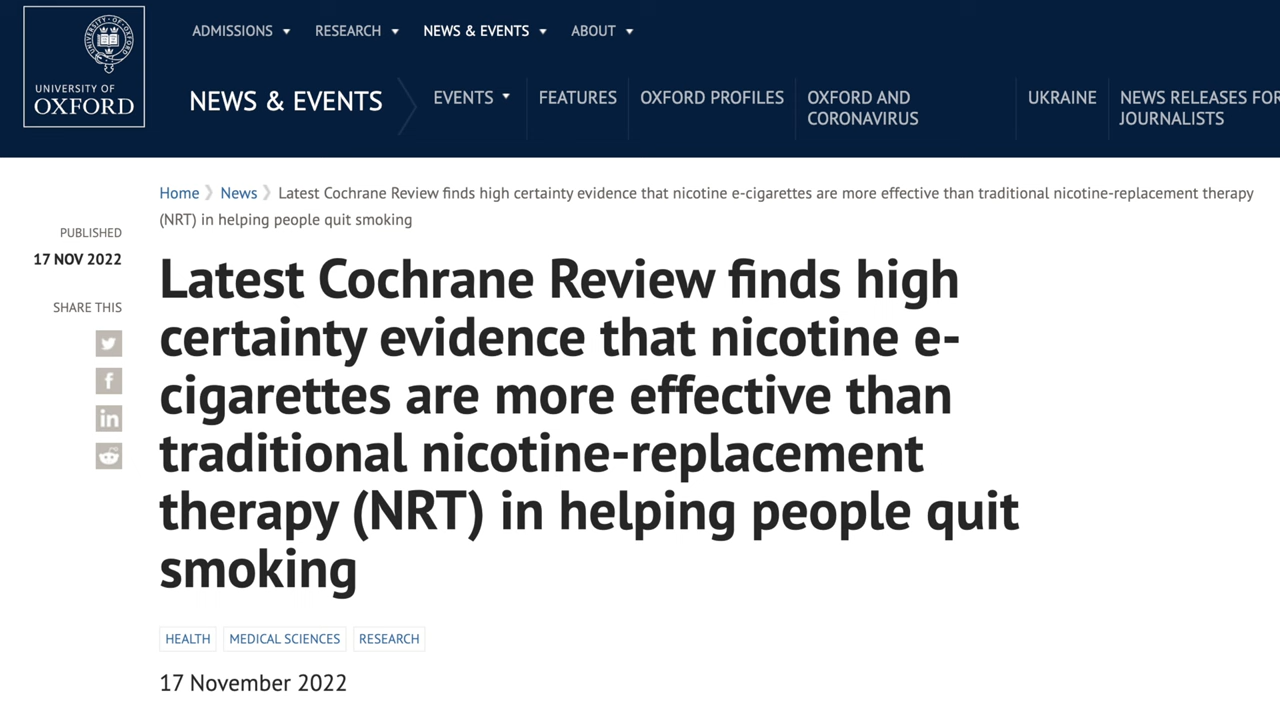 ADMISSIONS
RESEARCH
NEWS & EVENTS
ABOUT
UNIVERSITY OF
OXFORD
NEWS & EVENTS
EVENTS
FEATURES
OXFORD PROFILES
OXFORD AND
CORONAVIRUS
UKRAINE
NEWS RELEASES FOR
JOURNALISTS
Home
News
Latest Cochrane Review finds high certainty evidence that nicotine e-cigarettes are more effective than traditional nicotine-replacement therapy
(NRT) in helping people quit smoking
PUBLISHED
17 NOV 2022
SHARE THIS
Latest Cochrane Review finds high
certainty evidence that nicotine e-
cigarettes are more effective than
traditional nicotine-replacement
therapy (NRT) in helping people quit
smoking
HEALTH
MEDICAL SCIENCES
RESEARCH
17 November 2022